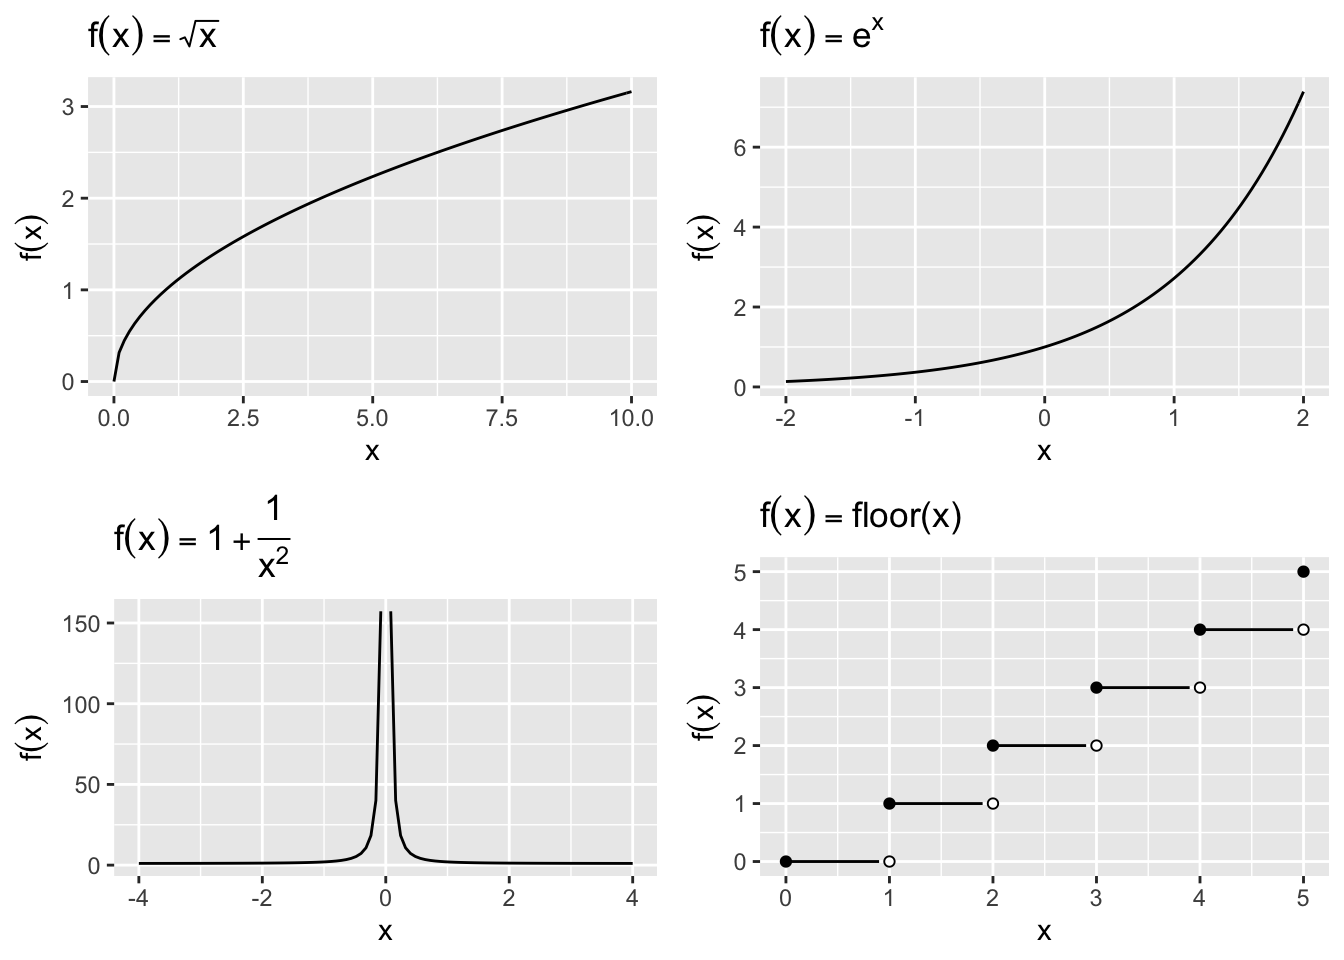 f(x) = √x
3
2
1
0
f(x)
0.0 2.5 5.0 7.5 10.0
x
f(x) = eˣ
6
4
2
0
f(x)
-2 -1 0 1 2
x
f(x) = 1 + 1/x²
150
100
50
0
f(x)
-4 -2 0 2 4
x
f(x) = floor(x)
5
4
3
2
1
0
f(x)
0 1 2 3 4 5
x